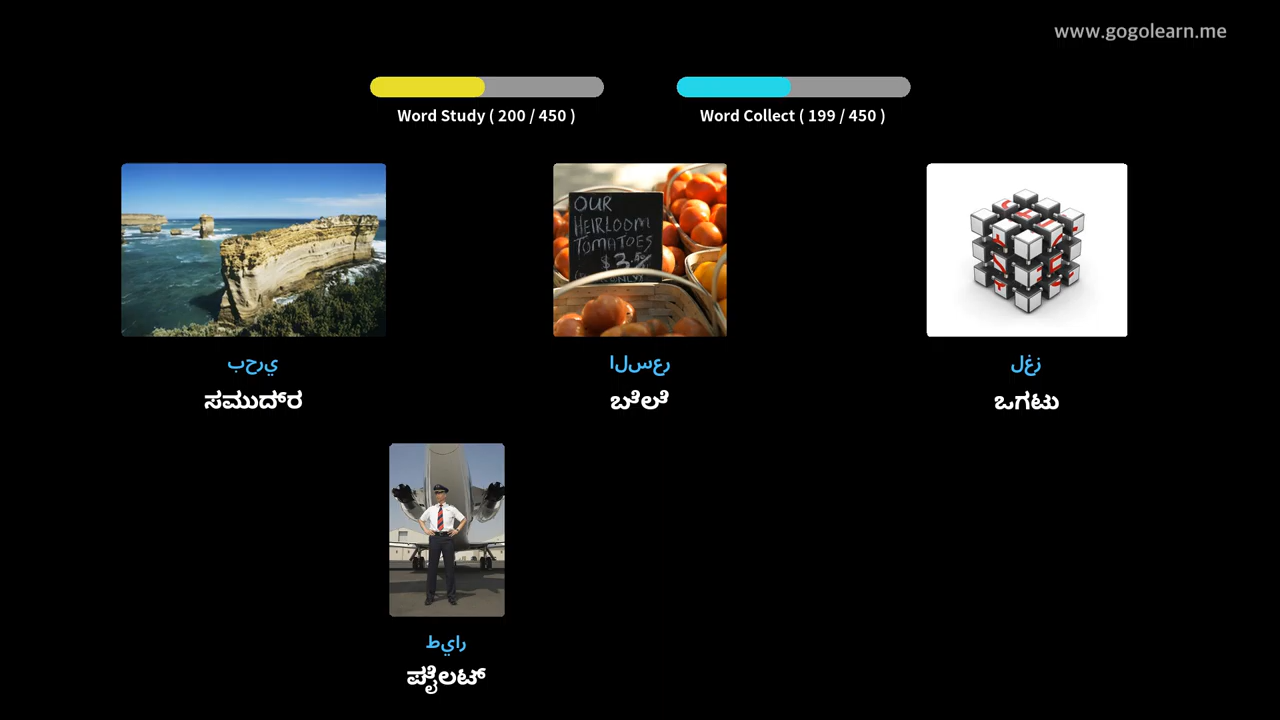 www.gogolearn.me
Word Study ( 200 / 450 )
Word Collect ( 199 / 450 )
OUR
HEIRLOOM
TOMATOES
بحري
ಸಮುದ್ರ
السعر
ಬೆಲೆ
لغز
ಒಗಟು
طيار
ಪೈಲಟ್